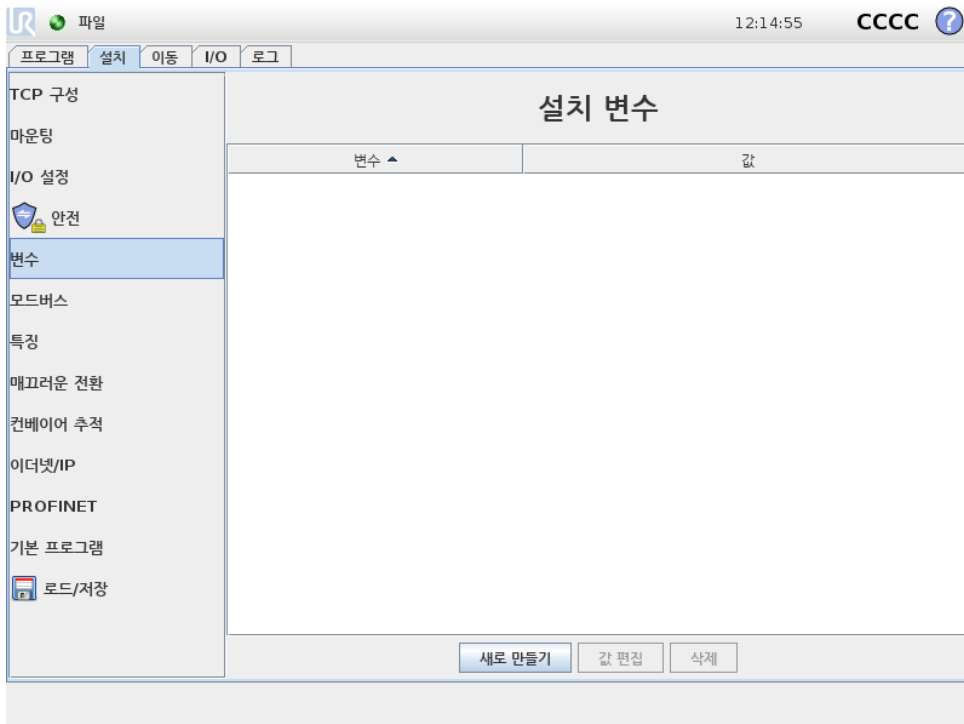 UR 파일 12:14:55 CCCC ?
프로그램 설치 이동 I/O 로그
TCP 구성
마운팅
I/O 설정
안전
변수
모드버스
특징
매끄러운 전환
컨베이어 추적
이더넷/IP
PROFINET
기본 프로그램
로드/저장
설치 변수
변수 값
새로 만들기 값 편집 삭제